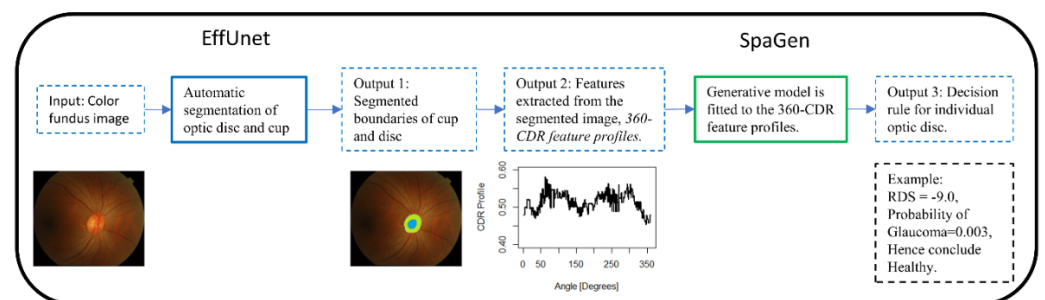 EffUnet
SpaGen
Input: Color
fundus image
Automatic
segmentation of
optic disc and cup
Output 1:
Segmented
boundaries of cup
and disc
Output 2: Features
extracted from the
segmented image, 360-
CDR feature profiles.
Generative model is
fitted to the 360-CDR
feature profiles.
Output 3: Decision
rule for individual
optic disc.
CDR Profile
0.60
0.50
0.40
0 50 150 250 350
Angle [Degrees]
Example:
RDS = -9.0,
Probability of
Glaucoma=0.003,
Hence conclude
Healthy.